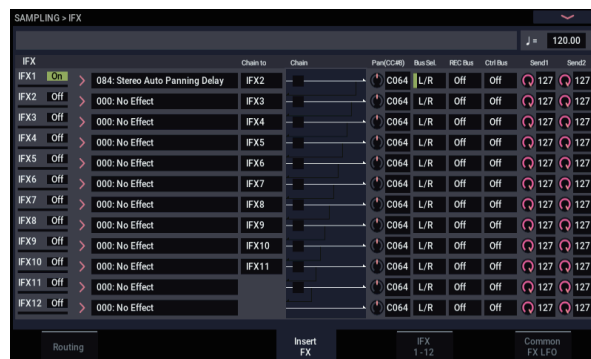 SAMPLING > IFX
♩ = 120.00
IFX Chain to Chain Pan(CC#8) Bus Sel. REC Bus Ctrl Bus Send1 Send2
IFX1 On 084: Stereo Auto Panning Delay IFX2 C064 L/R Off Off 127 127
IFX2 Off 000: No Effect IFX3 C064 L/R Off Off 127 127
IFX3 Off 000: No Effect IFX4 C064 L/R Off Off 127 127
IFX4 Off 000: No Effect IFX5 C064 L/R Off Off 127 127
IFX5 Off 000: No Effect IFX6 C064 L/R Off Off 127 127
IFX6 Off 000: No Effect IFX7 C064 L/R Off Off 127 127
IFX7 Off 000: No Effect IFX8 C064 L/R Off Off 127 127
IFX8 Off 000: No Effect IFX9 C064 L/R Off Off 127 127
IFX9 Off 000: No Effect IFX10 C064 L/R Off Off 127 127
IFX10 Off 000: No Effect IFX11 C064 L/R Off Off 127 127
IFX11 Off 000: No Effect C064 L/R Off Off 127 127
IFX12 Off 000: No Effect C064 L/R Off Off 127 127
Routing Insert FX IFX 1-12 Common FX LFO